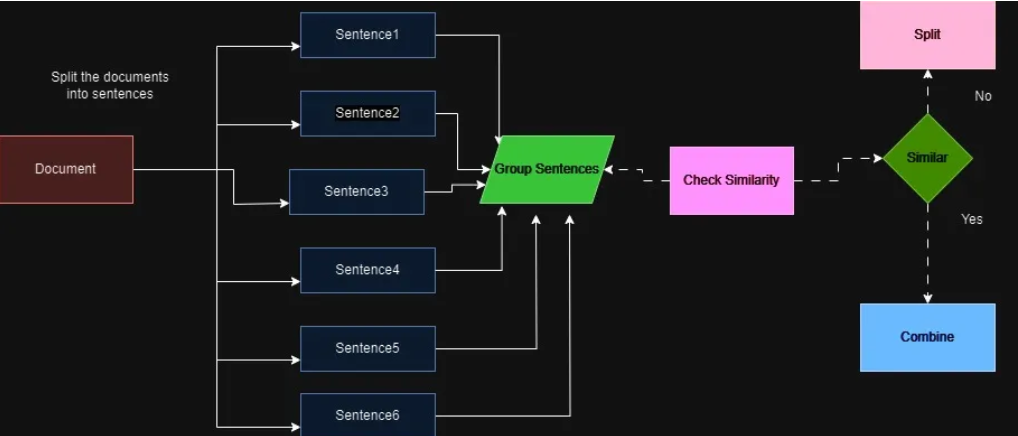 Split the documents
into sentences
Document
Sentence1
Sentence2
Sentence3
Sentence4
Sentence5
Sentence6
Group Sentences
Check Similarity
Split
No
Similar
Yes
Combine